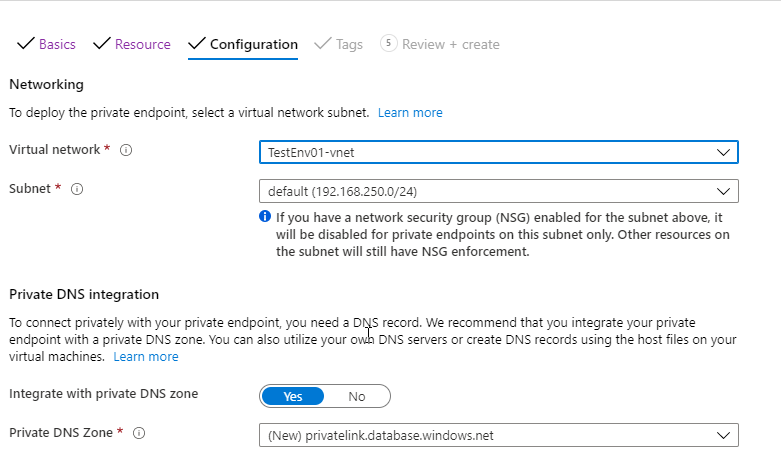 Basics Resource Configuration Tags 5 Review + create
Networking
To deploy the private endpoint, select a virtual network subnet. Learn more
Virtual network * TestEnv01-vnet
Subnet * default (192.168.250.0/24)
If you have a network security group (NSG) enabled for the subnet above, it
will be disabled for private endpoints on this subnet only. Other resources on
the subnet will still have NSG enforcement.
Private DNS integration
To connect privately with your private endpoint, you need a DNS record. We recommend that you integrate your private
endpoint with a private DNS zone. You can also utilize your own DNS servers or create DNS records using the host files on your
virtual machines. Learn more
Integrate with private DNS zone Yes No
Private DNS Zone * (New) privatelink.database.windows.net